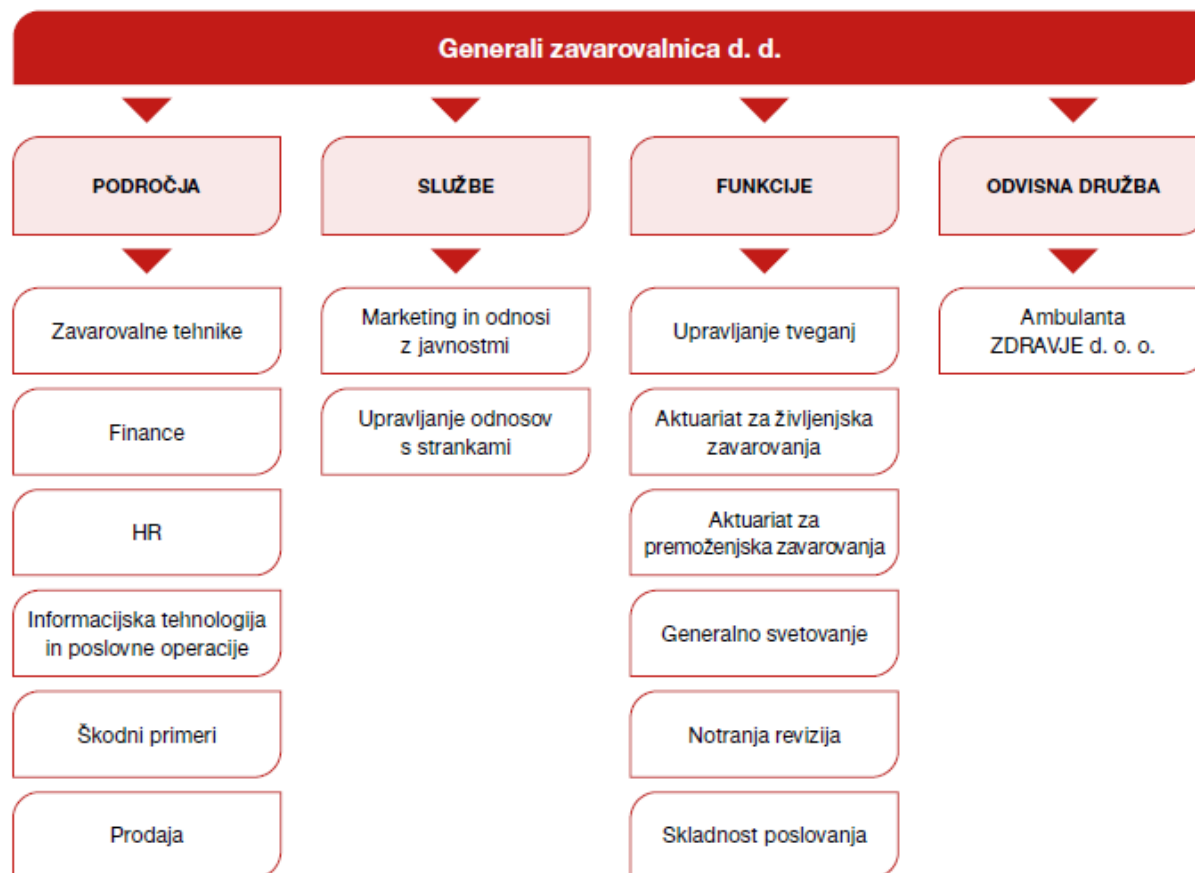 Generali zavarovalnica d. d.
PODROČJA
Zavarovalne tehnike
Finance
HR
Informacijska tehnologija
in poslovne operacije
Škodni primeri
Prodaja
SLUŽBE
Marketing in odnosi
z javnostmi
Upravljanje odnosov
s strankami
FUNKCIJE
Upravljanje tveganj
Aktuariat za življenjska
zavarovanja
Aktuariat za
premoženjska zavarovanja
Generalno svetovanje
Notranja revizija
Skladnost poslovanja
ODVISNA DRUŽBA
Ambulanta
ZDRAVJE d. o. o.